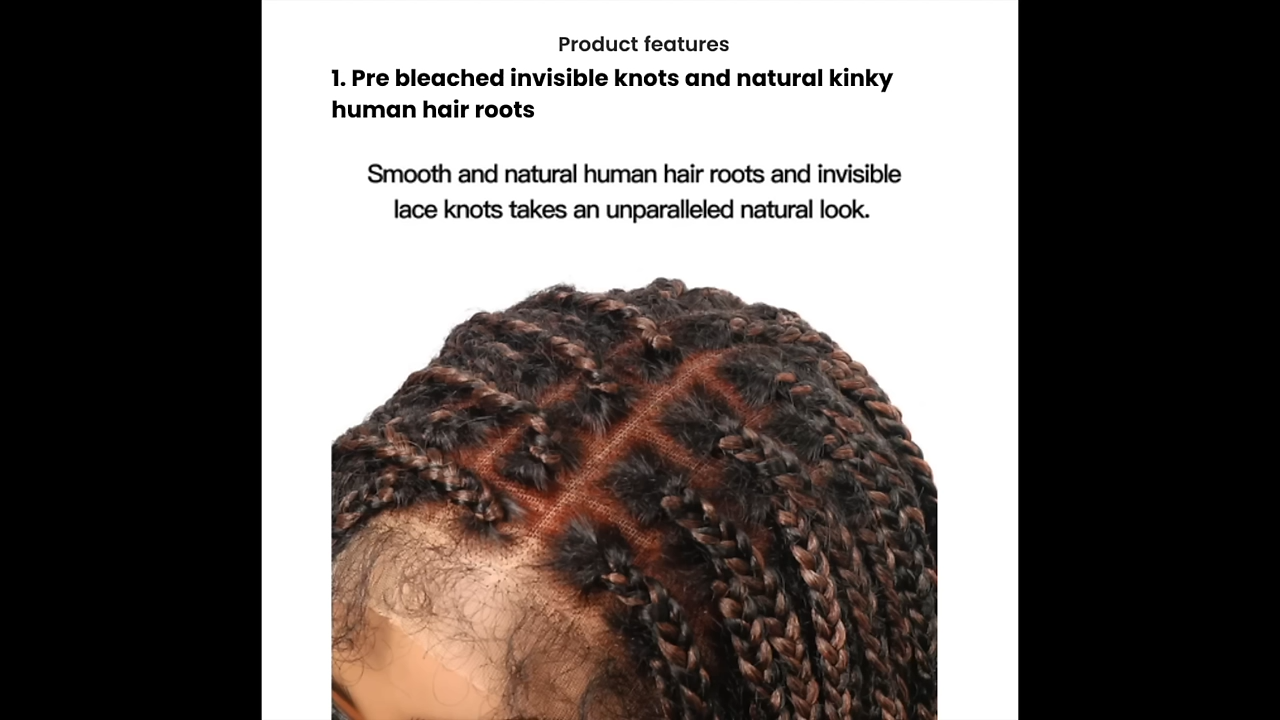 Product features
1. Pre bleached invisible knots and natural kinky
human hair roots
Smooth and natural human hair roots and invisible
lace knots takes an unparalleled natural look.